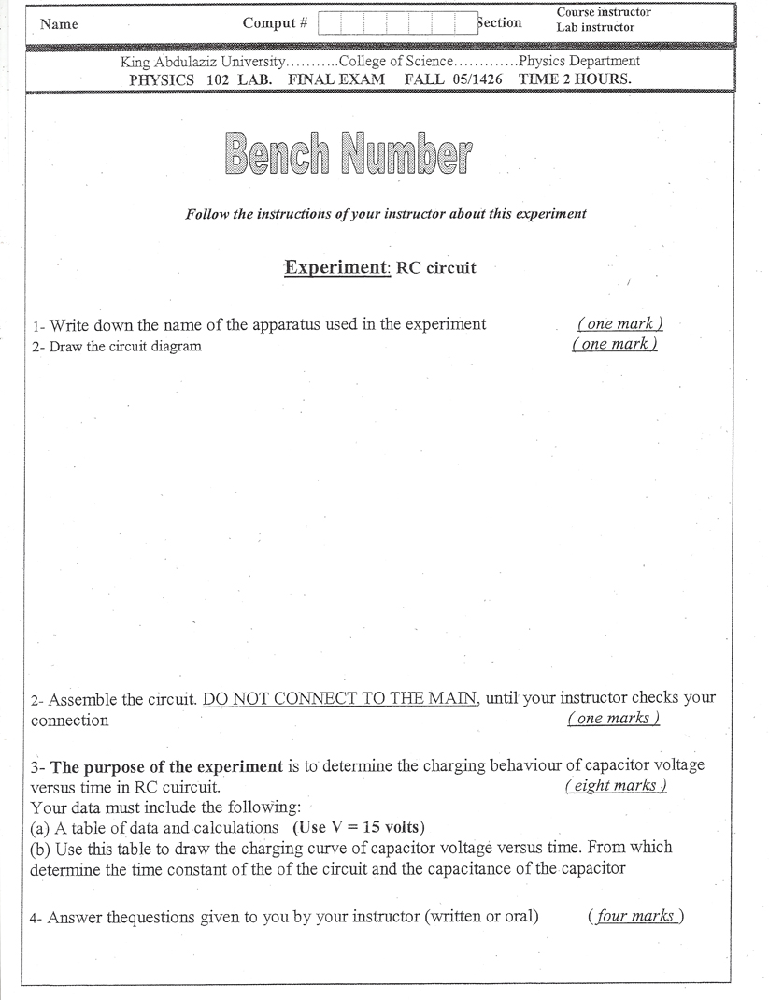 Name Comput # Section Course instructor
Lab instructor
King Abdulaziz University..........College of Science............Physics Department
PHYSICS 102 LAB. FINAL EXAM FALL 05/1426 TIME 2 HOURS.
Bench Number
Follow the instructions of your instructor about this experiment
Experiment: RC circuit
1- Write down the name of the apparatus used in the experiment ( one mark )
2- Draw the circuit diagram ( one mark )
2- Assemble the circuit. DO NOT CONNECT TO THE MAIN, until your instructor checks your
connection ( one marks )
3- The purpose of the experiment is to determine the charging behaviour of capacitor voltage
versus time in RC cuircuit. ( eight marks )
Your data must include the following:
(a) A table of data and calculations (Use V = 15 volts)
(b) Use this table to draw the charging curve of capacitor voltage versus time. From which
determine the time constant of the of the circuit and the capacitance of the capacitor
4- Answer thequestions given to you by your instructor (written or oral) ( four marks )